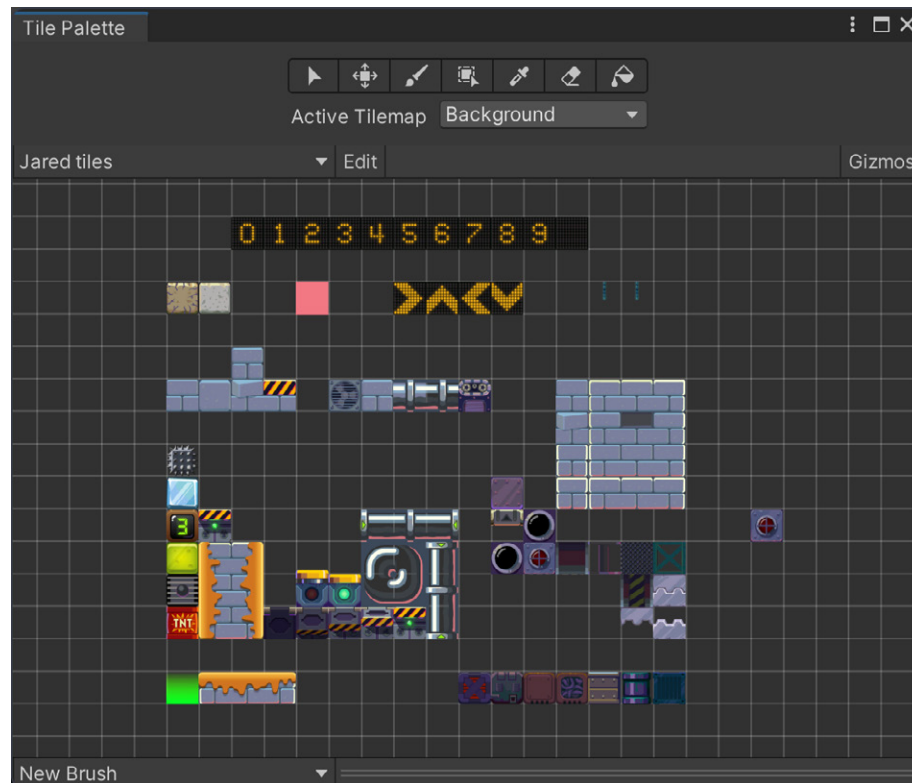 Tile Palette
Active Tilemap Background
Jared tiles Edit Gizmos
0 1 2 3 4 5 6 7 8 9
3
TNT
New Brush